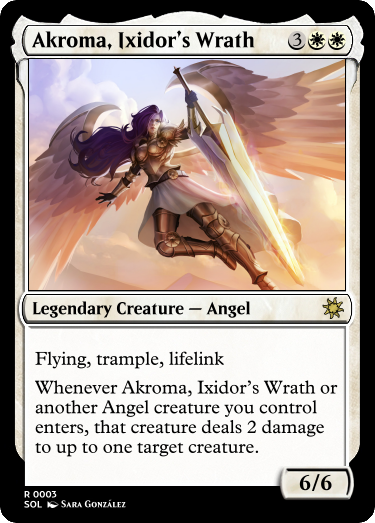 Akroma, Ixidor's Wrath 3
Legendary Creature — Angel
Flying, trample, lifelink
Whenever Akroma, Ixidor's Wrath or
another Angel creature you control
enters, that creature deals 2 damage
to up to one target creature.
6/6
R 0003
SOL Sara González